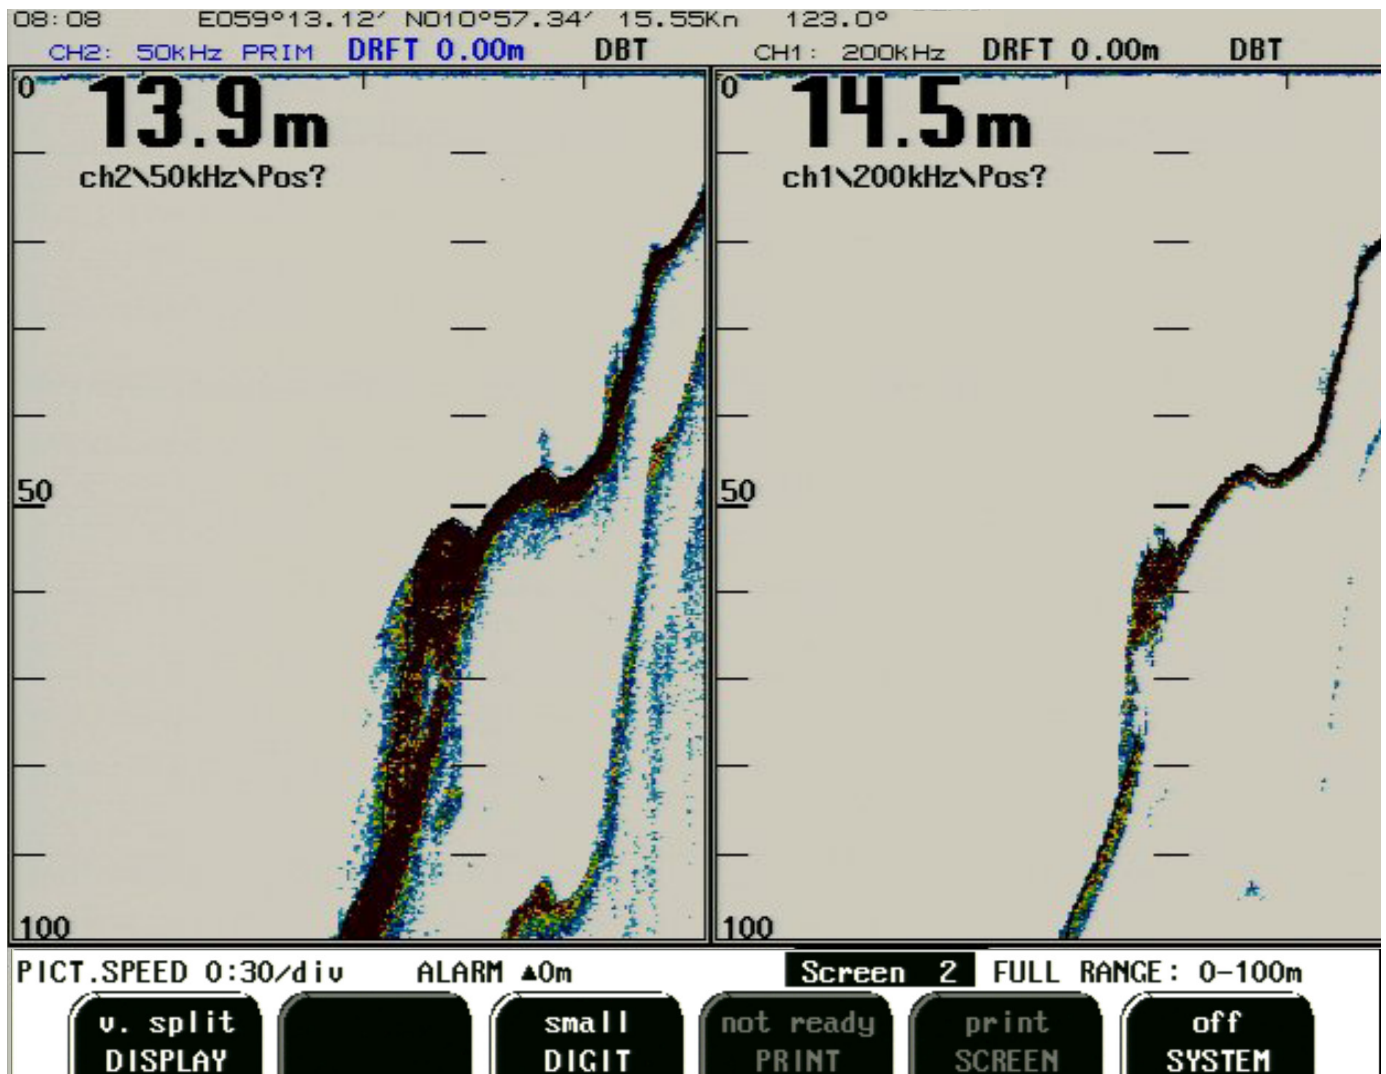 08:08 E059°13.12′ N010°57.34′ 15.55Kn 123.0°
CH2: 50kHz PRIM DRFT 0.00m DBT CH1: 200kHz DRFT 0.00m DBT
0 13.9m
ch2\50kHz\Pos?
0 14.5m
ch1\200kHz\Pos?
50
50
100
100
PICT.SPEED 0:30/div ALARM ▲0m Screen 2 FULL RANGE: 0-100m
v. split
DISPLAY
small
DIGIT
not ready
PRINT
print
SCREEN
off
SYSTEM